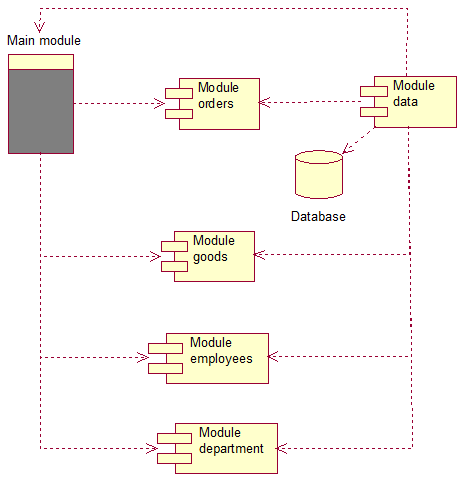 Main module
Module
orders
Module
data
Database
Module
goods
Module
employees
Module
department